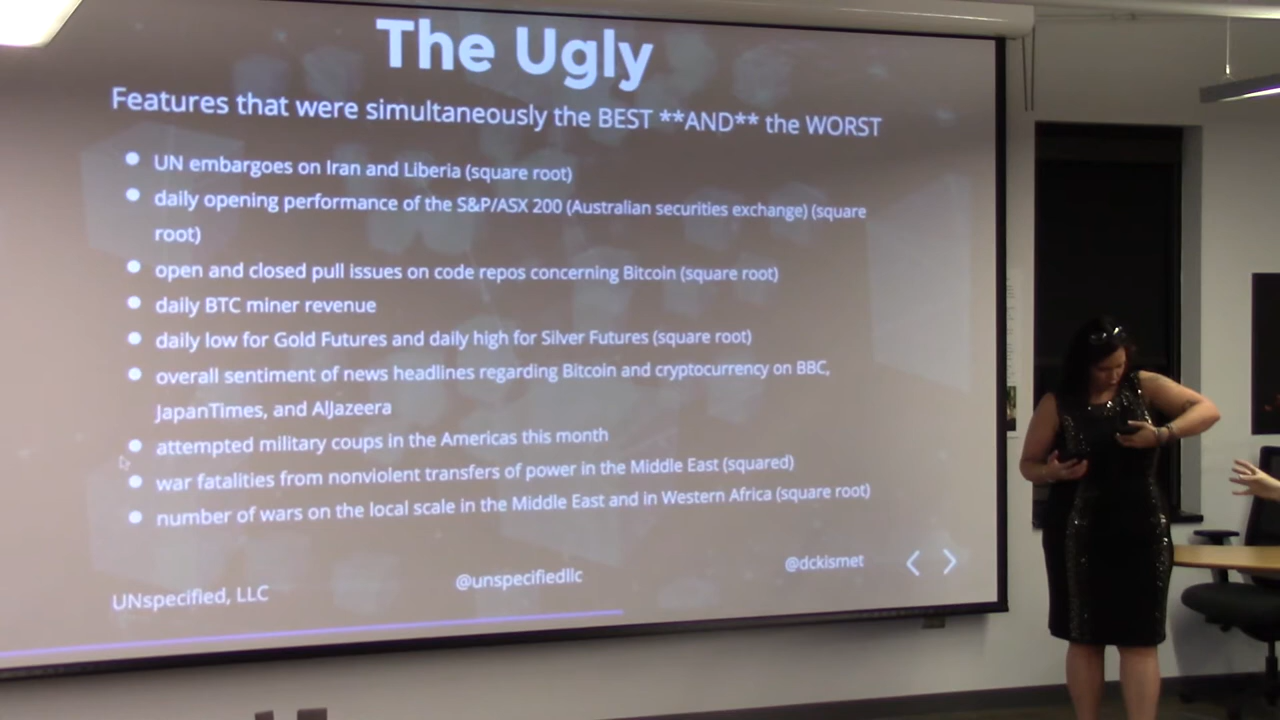 The Ugly
Features that were simultaneously the BEST **AND** the WORST
UN embargoes on Iran and Liberia (square root)
daily opening performance of the S&P/ASX 200 (Australian securities exchange) (square
root)
open and closed pull issues on code repos concerning Bitcoin (square root)
daily BTC miner revenue
daily low for Gold Futures and daily high for Silver Futures (square root)
overall sentiment of news headlines regarding Bitcoin and cryptocurrency on BBC,
JapanTimes, and AlJazeera
attempted military coups in the Americas this month
war fatalities from nonviolent transfers of power in the Middle East (squared)
number of wars on the local scale in the Middle East and in Western Africa (square root)
UNspecified, LLC
@unspecifiedllc
@dckismet